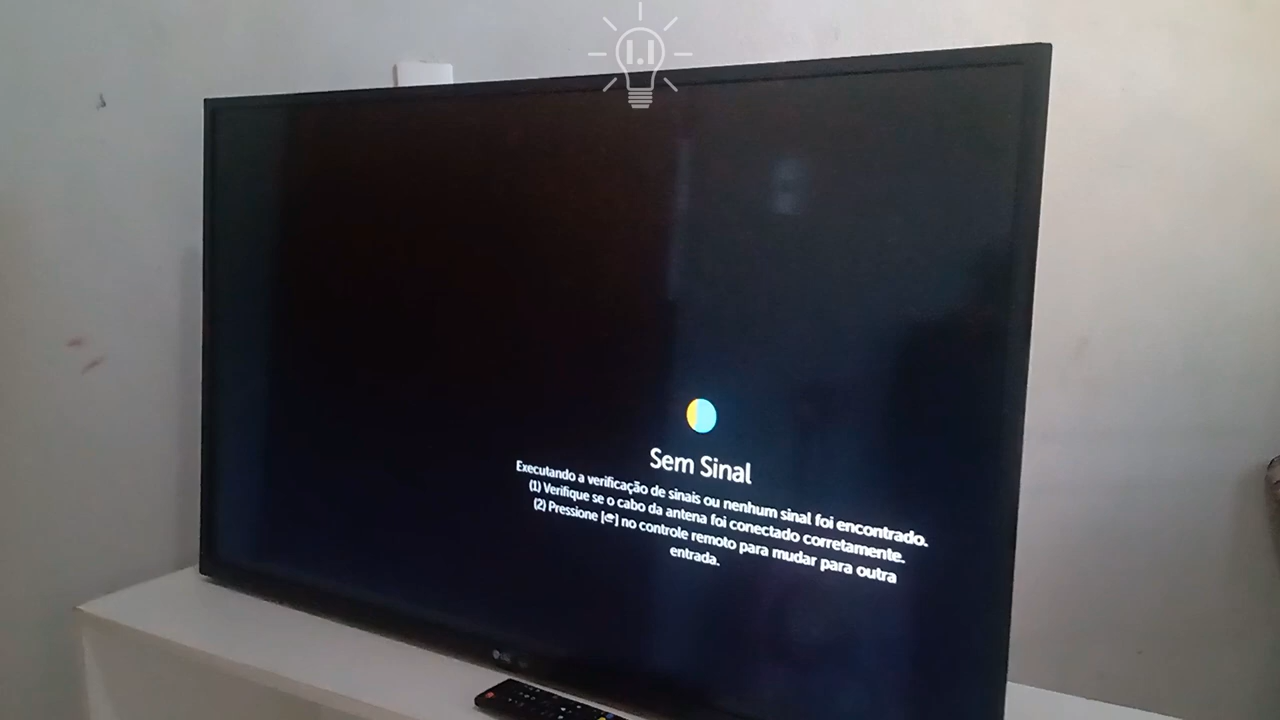 Sem Sinal
Executando a verificação de sinais ou nenhum sinal foi encontrado.
(1) Verifique se o cabo da antena foi conectado corretamente.
(2) Pressione [] no controle remoto para mudar para outra
entrada.